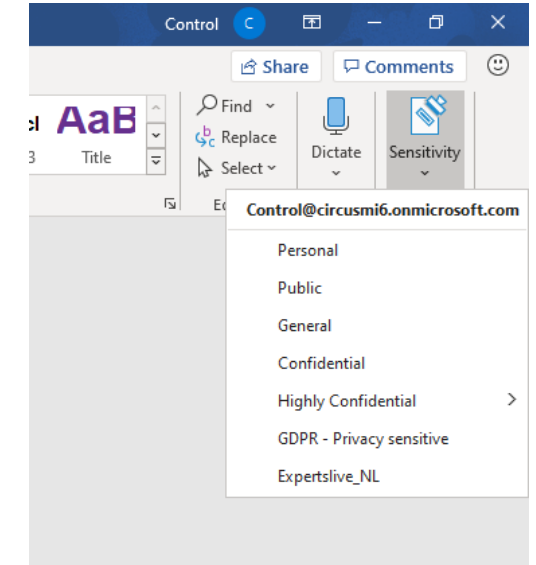 Control C
Share Comments
AaB
3 Title
Find
Replace
Select
Dictate
Sensitivity
Control@circusmi6.onmicrosoft.com
Personal
Public
General
Confidential
Highly Confidential
GDPR - Privacy sensitive
Expertslive_NL